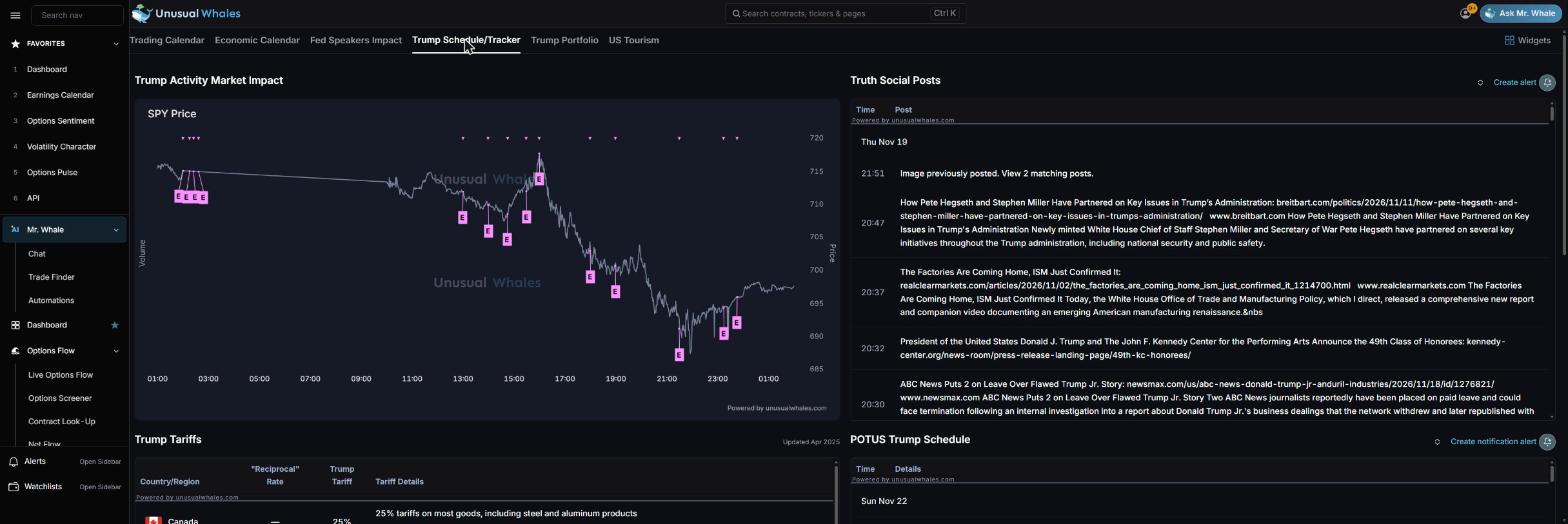 Search nav
Unusual Whales
Search contracts, tickers & pages
Ctrl K
9+
Ask Mr. Whale
FAVORITES
1 Dashboard
2 Earnings Calendar
3 Options Sentiment
4 Volatility Character
5 Options Pulse
6 API
AI Mr. Whale
Chat
Trade Finder
Automations
Dashboard
Options Flow
Live Options Flow
Options Screener
Contract Look-Up
Net Flow
Alerts Open Sidebar
Watchlists Open Sidebar
Trading Calendar Economic Calendar Fed Speakers Impact Trump Schedule/Tracker Trump Portfolio US Tourism
Widgets
Trump Activity Market Impact
SPY Price
Unusual Whales
Unusual Whales
E E E E
E
E
E
E
E
E
E
E
E
E
Volume
Price
720
715
710
705
700
695
690
685
01:00 03:00 05:00 07:00 09:00 11:00 13:00 15:00 17:00 19:00 21:00 23:00 01:00
Powered by unusualwhales.com
Truth Social Posts
Create alert
Time Post
Powered by unusualwhales.com
Thu Nov 19
21:51 Image previously posted. View 2 matching posts.
How Pete Hegseth and Stephen Miller Have Partnered on Key Issues in Trump's Administration: breitbart.com/politics/2026/11/11/how-pete-hegseth-and-
20:47 stephen-miller-have-partnered-on-key-issues-in-trumps-administration/ www.breitbart.com How Pete Hegseth and Stephen Miller Have Partnered on Key
Issues in Trump's Administration Newly minted White House Chief of Staff Stephen Miller and Secretary of War Pete Hegseth have partnered on several key
initiatives throughout the Trump administration, including national security and public safety.
The Factories Are Coming Home, ISM Just Confirmed It:
20:37 realclearmarkets.com/articles/2026/11/02/the_factories_are_coming_home_ism_just_confirmed_it_1214700.html www.realclearmarkets.com The Factories
Are Coming Home, ISM Just Confirmed It Today, the White House Office of Trade and Manufacturing Policy, which I direct, released a comprehensive new report
and companion video documenting an emerging American manufacturing renaissance.&nbs
20:32 President of the United States Donald J. Trump and The John F. Kennedy Center for the Performing Arts Announce the 49th Class of Honorees: kennedy-
center.org/news-room/press-release-landing-page/49th-kc-honorees/
ABC News Puts 2 on Leave Over Flawed Trump Jr. Story: newsmax.com/us/abc-news-donald-trump-jr-anduril-industries/2026/11/18/id/1276821/
www.newsmax.com ABC News Puts 2 on Leave Over Flawed Trump Jr. Story Two ABC News journalists reportedly have been placed on paid leave and could
20:30 face termination following an internal investigation into a report about Donald Trump Jr.'s business dealings that the network withdrew and later republished with
Trump Tariffs
Updated Apr 2025
Country/Region "Reciprocal" Rate Trump Tariff Tariff Details
Powered by unusualwhales.com
Canada — 25% 25% tariffs on most goods, including steel and aluminum products
POTUS Trump Schedule
Create notification alert
Time Details
Powered by unusualwhales.com
Sun Nov 22